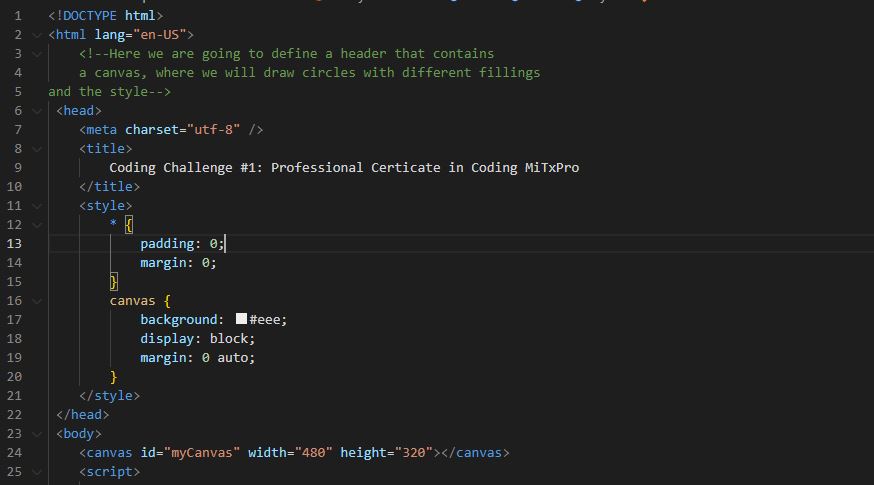 1 <!DOCTYPE html>
2 <html lang="en-US">
3 <!--Here we are going to define a header that contains
4 a canvas, where we will draw circles with different fillings
5 and the style-->
6 <head>
7 <meta charset="utf-8" />
8 <title>
9 Coding Challenge #1: Professional Certicate in Coding MiTxPro
10 </title>
11 <style>
12 * {
13 padding: 0;
14 margin: 0;
15 }
16 canvas {
17 background: #eee;
18 display: block;
19 margin: 0 auto;
20 }
21 </style>
22 </head>
23 <body>
24 <canvas id="myCanvas" width="480" height="320"></canvas>
25 <script>